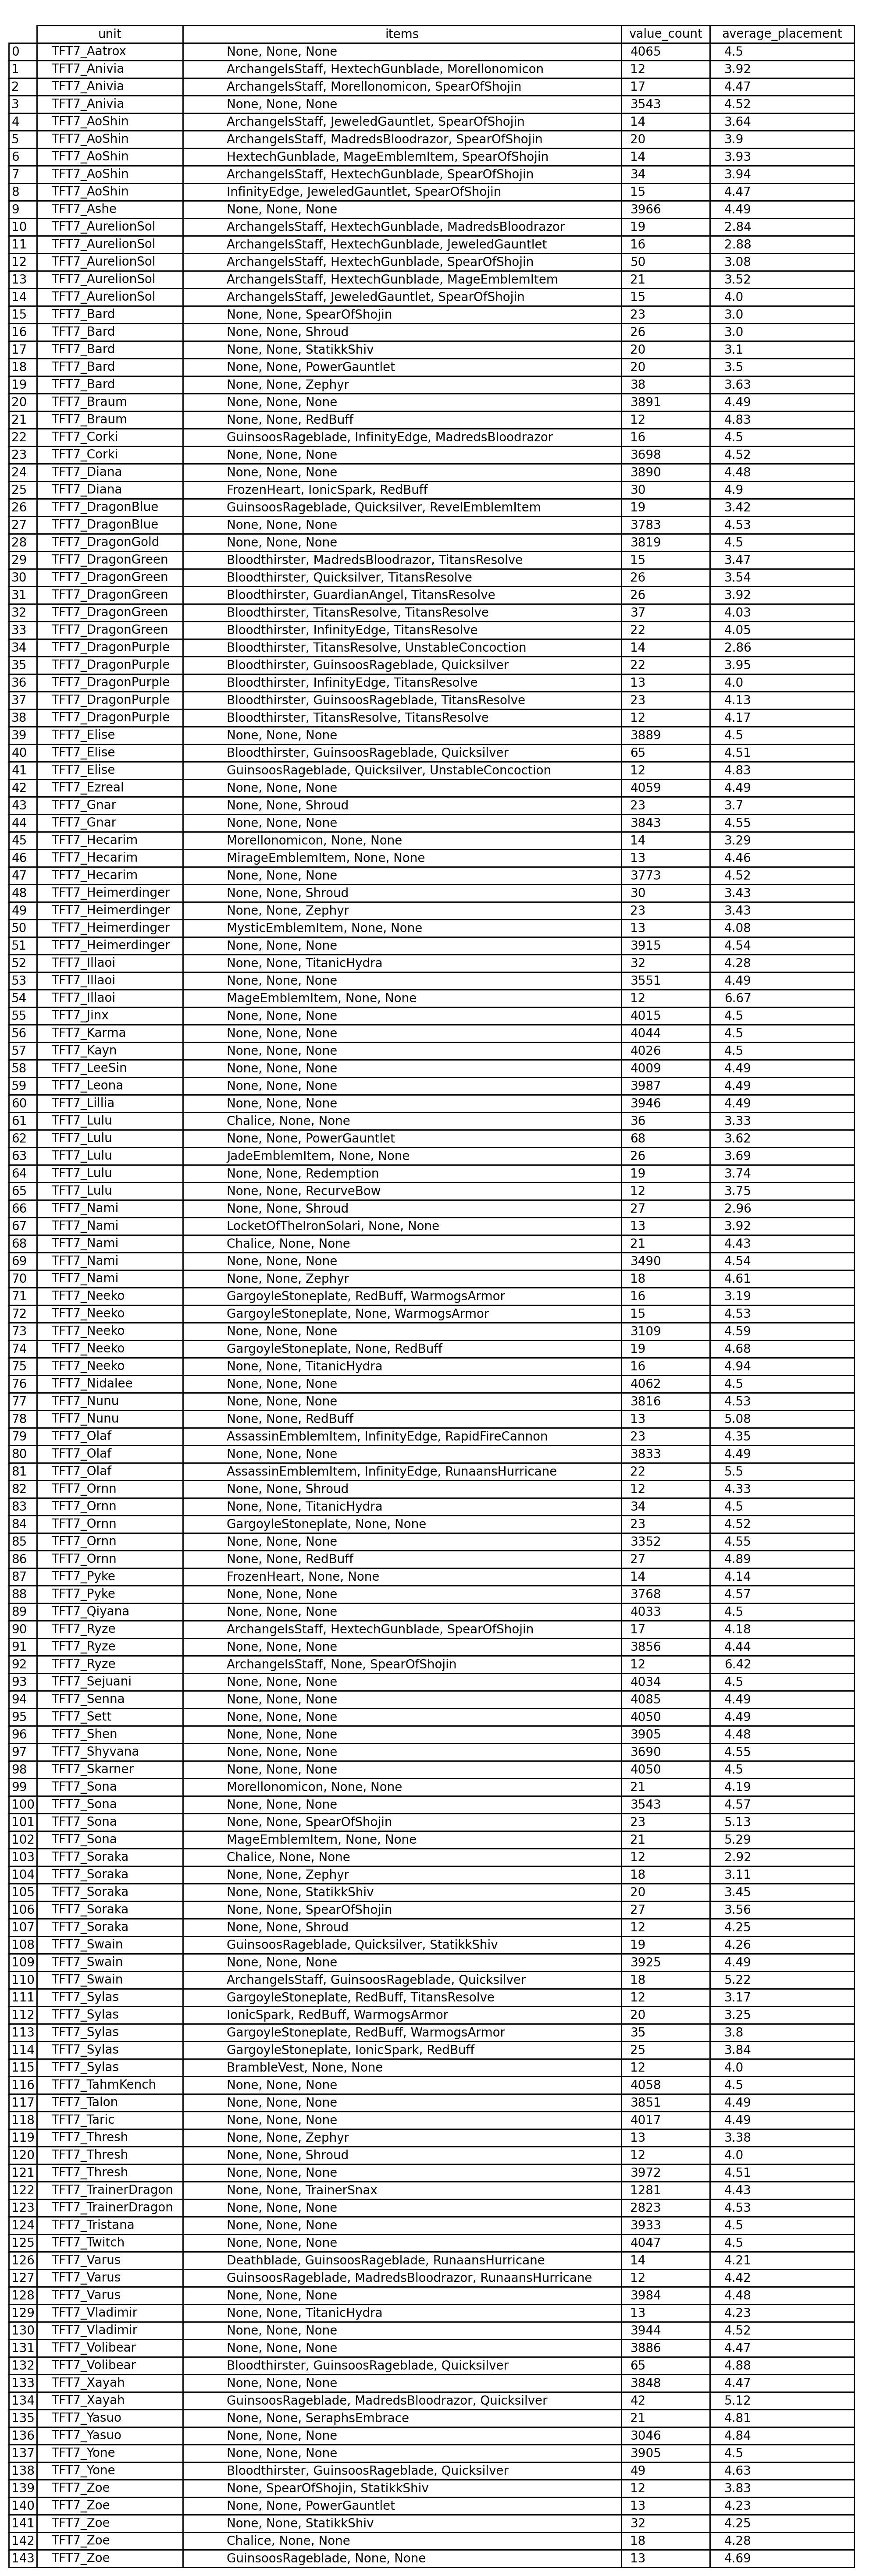 unit items value_count average_placement
0 TFT7_Aatrox None, None, None 4065 4.5
1 TFT7_Anivia ArchangelsStaff, HextechGunblade, Morellonomicon 12 3.92
2 TFT7_Anivia ArchangelsStaff, Morellonomicon, SpearOfShojin 17 4.47
3 TFT7_Anivia None, None, None 3543 4.52
4 TFT7_AoShin ArchangelsStaff, JeweledGauntlet, SpearOfShojin 14 3.64
5 TFT7_AoShin ArchangelsStaff, MadredsBloodrazor, SpearOfShojin 20 3.9
6 TFT7_AoShin HextechGunblade, MageEmblemItem, SpearOfShojin 14 3.93
7 TFT7_AoShin ArchangelsStaff, HextechGunblade, SpearOfShojin 34 3.94
8 TFT7_AoShin InfinityEdge, JeweledGauntlet, SpearOfShojin 15 4.47
9 TFT7_Ashe None, None, None 3966 4.49
10 TFT7_AurelionSol ArchangelsStaff, HextechGunblade, MadredsBloodrazor 19 2.84
11 TFT7_AurelionSol ArchangelsStaff, HextechGunblade, JeweledGauntlet 16 2.88
12 TFT7_AurelionSol ArchangelsStaff, HextechGunblade, SpearOfShojin 50 3.08
13 TFT7_AurelionSol ArchangelsStaff, HextechGunblade, MageEmblemItem 21 3.52
14 TFT7_AurelionSol ArchangelsStaff, JeweledGauntlet, SpearOfShojin 15 4.0
15 TFT7_Bard None, None, SpearOfShojin 23 3.0
16 TFT7_Bard None, None, Shroud 26 3.0
17 TFT7_Bard None, None, StatikkShiv 20 3.1
18 TFT7_Bard None, None, PowerGauntlet 20 3.5
19 TFT7_Bard None, None, Zephyr 38 3.63
20 TFT7_Braum None, None, None 3891 4.49
21 TFT7_Braum None, None, RedBuff 12 4.83
22 TFT7_Corki GuinsoosRageblade, InfinityEdge, MadredsBloodrazor 16 4.5
23 TFT7_Corki None, None, None 3698 4.52
24 TFT7_Diana None, None, None 3890 4.48
25 TFT7_Diana FrozenHeart, IonicSpark, RedBuff 30 4.9
26 TFT7_DragonBlue GuinsoosRageblade, Quicksilver, RevelEmblemItem 19 3.42
27 TFT7_DragonBlue None, None, None 3783 4.53
28 TFT7_DragonGold None, None, None 3819 4.5
29 TFT7_DragonGreen Bloodthirster, MadredsBloodrazor, TitansResolve 15 3.47
30 TFT7_DragonGreen Bloodthirster, Quicksilver, TitansResolve 26 3.54
31 TFT7_DragonGreen Bloodthirster, GuardianAngel, TitansResolve 26 3.92
32 TFT7_DragonGreen Bloodthirster, TitansResolve, TitansResolve 37 4.03
33 TFT7_DragonGreen Bloodthirster, InfinityEdge, TitansResolve 22 4.05
34 TFT7_DragonPurple Bloodthirster, TitansResolve, UnstableConcoction 14 2.86
35 TFT7_DragonPurple Bloodthirster, GuinsoosRageblade, Quicksilver 22 3.95
36 TFT7_DragonPurple Bloodthirster, InfinityEdge, TitansResolve 13 4.0
37 TFT7_DragonPurple Bloodthirster, GuinsoosRageblade, TitansResolve 23 4.13
38 TFT7_DragonPurple Bloodthirster, TitansResolve, TitansResolve 12 4.17
39 TFT7_Elise None, None, None 3889 4.5
40 TFT7_Elise Bloodthirster, GuinsoosRageblade, Quicksilver 65 4.51
41 TFT7_Elise GuinsoosRageblade, Quicksilver, UnstableConcoction 12 4.83
42 TFT7_Ezreal None, None, None 4059 4.49
43 TFT7_Gnar None, None, Shroud 23 3.7
44 TFT7_Gnar None, None, None 3843 4.55
45 TFT7_Hecarim Morellonomicon, None, None 14 3.29
46 TFT7_Hecarim MirageEmblemItem, None, None 13 4.46
47 TFT7_Hecarim None, None, None 3773 4.52
48 TFT7_Heimerdinger None, None, Shroud 30 3.43
49 TFT7_Heimerdinger None, None, Zephyr 23 3.43
50 TFT7_Heimerdinger MysticEmblemItem, None, None 13 4.08
51 TFT7_Heimerdinger None, None, None 3915 4.54
52 TFT7_Illaoi None, None, TitanicHydra 32 4.28
53 TFT7_Illaoi None, None, None 3551 4.49
54 TFT7_Illaoi MageEmblemItem, None, None 12 6.67
55 TFT7_Jinx None, None, None 4015 4.5
56 TFT7_Karma None, None, None 4044 4.5
57 TFT7_Kayn None, None, None 4026 4.5
58 TFT7_LeeSin None, None, None 4009 4.49
59 TFT7_Leona None, None, None 3987 4.49
60 TFT7_Lillia None, None, None 3946 4.49
61 TFT7_Lulu Chalice, None, None 36 3.33
62 TFT7_Lulu None, None, PowerGauntlet 68 3.62
63 TFT7_Lulu JadeEmblemItem, None, None 26 3.69
64 TFT7_Lulu None, None, Redemption 19 3.74
65 TFT7_Lulu None, None, RecurveBow 12 3.75
66 TFT7_Nami None, None, Shroud 27 2.96
67 TFT7_Nami LocketOfTheIronSolari, None, None 13 3.92
68 TFT7_Nami Chalice, None, None 21 4.43
69 TFT7_Nami None, None, None 3490 4.54
70 TFT7_Nami None, None, Zephyr 18 4.61
71 TFT7_Neeko GargoyleStoneplate, RedBuff, WarmogsArmor 16 3.19
72 TFT7_Neeko GargoyleStoneplate, None, WarmogsArmor 15 4.53
73 TFT7_Neeko None, None, None 3109 4.59
74 TFT7_Neeko GargoyleStoneplate, None, RedBuff 19 4.68
75 TFT7_Neeko None, None, TitanicHydra 16 4.94
76 TFT7_Nidalee None, None, None 4062 4.5
77 TFT7_Nunu None, None, None 3816 4.53
78 TFT7_Nunu None, None, RedBuff 13 5.08
79 TFT7_Olaf AssassinEmblemItem, InfinityEdge, RapidFireCannon 23 4.35
80 TFT7_Olaf None, None, None 3833 4.49
81 TFT7_Olaf AssassinEmblemItem, InfinityEdge, RunaansHurricane 22 5.5
82 TFT7_Ornn None, None, Shroud 12 4.33
83 TFT7_Ornn None, None, TitanicHydra 34 4.5
84 TFT7_Ornn GargoyleStoneplate, None, None 23 4.52
85 TFT7_Ornn None, None, None 3352 4.55
86 TFT7_Ornn None, None, RedBuff 27 4.89
87 TFT7_Pyke FrozenHeart, None, None 14 4.14
88 TFT7_Pyke None, None, None 3768 4.57
89 TFT7_Qiyana None, None, None 4033 4.5
90 TFT7_Ryze ArchangelsStaff, HextechGunblade, SpearOfShojin 17 4.18
91 TFT7_Ryze None, None, None 3856 4.44
92 TFT7_Ryze ArchangelsStaff, None, SpearOfShojin 12 6.42
93 TFT7_Sejuani None, None, None 4034 4.5
94 TFT7_Senna None, None, None 4085 4.49
95 TFT7_Sett None, None, None 4050 4.49
96 TFT7_Shen None, None, None 3905 4.48
97 TFT7_Shyvana None, None, None 3690 4.55
98 TFT7_Skarner None, None, None 4050 4.5
99 TFT7_Sona Morellonomicon, None, None 21 4.19
100 TFT7_Sona None, None, None 3543 4.57
101 TFT7_Sona None, None, SpearOfShojin 23 5.13
102 TFT7_Sona MageEmblemItem, None, None 21 5.29
103 TFT7_Soraka Chalice, None, None 12 2.92
104 TFT7_Soraka None, None, Zephyr 18 3.11
105 TFT7_Soraka None, None, StatikkShiv 20 3.45
106 TFT7_Soraka None, None, SpearOfShojin 27 3.56
107 TFT7_Soraka None, None, Shroud 12 4.25
108 TFT7_Swain GuinsoosRageblade, Quicksilver, StatikkShiv 19 4.26
109 TFT7_Swain None, None, None 3925 4.49
110 TFT7_Swain ArchangelsStaff, GuinsoosRageblade, Quicksilver 18 5.22
111 TFT7_Sylas GargoyleStoneplate, RedBuff, TitansResolve 12 3.17
112 TFT7_Sylas IonicSpark, RedBuff, WarmogsArmor 20 3.25
113 TFT7_Sylas GargoyleStoneplate, RedBuff, WarmogsArmor 35 3.8
114 TFT7_Sylas GargoyleStoneplate, IonicSpark, RedBuff 25 3.84
115 TFT7_Sylas BrambleVest, None, None 12 4.0
116 TFT7_TahmKench None, None, None 4058 4.5
117 TFT7_Talon None, None, None 3851 4.49
118 TFT7_Taric None, None, None 4017 4.49
119 TFT7_Thresh None, None, Zephyr 13 3.38
120 TFT7_Thresh None, None, Shroud 12 4.0
121 TFT7_Thresh None, None, None 3972 4.51
122 TFT7_TrainerDragon None, None, TrainerSnax 1281 4.43
123 TFT7_TrainerDragon None, None, None 2823 4.53
124 TFT7_Tristana None, None, None 3933 4.5
125 TFT7_Twitch None, None, None 4047 4.5
126 TFT7_Varus Deathblade, GuinsoosRageblade, RunaansHurricane 14 4.21
127 TFT7_Varus GuinsoosRageblade, MadredsBloodrazor, RunaansHurricane 12 4.42
128 TFT7_Varus None, None, None 3984 4.48
129 TFT7_Vladimir None, None, TitanicHydra 13 4.23
130 TFT7_Vladimir None, None, None 3944 4.52
131 TFT7_Volibear None, None, None 3886 4.47
132 TFT7_Volibear Bloodthirster, GuinsoosRageblade, Quicksilver 65 4.88
133 TFT7_Xayah None, None, None 3848 4.47
134 TFT7_Xayah GuinsoosRageblade, MadredsBloodrazor, Quicksilver 42 5.12
135 TFT7_Yasuo None, None, SeraphsEmbrace 21 4.81
136 TFT7_Yasuo None, None, None 3046 4.84
137 TFT7_Yone None, None, None 3905 4.5
138 TFT7_Yone Bloodthirster, GuinsoosRageblade, Quicksilver 49 4.63
139 TFT7_Zoe None, SpearOfShojin, StatikkShiv 12 3.83
140 TFT7_Zoe None, None, PowerGauntlet 13 4.23
141 TFT7_Zoe None, None, StatikkShiv 32 4.25
142 TFT7_Zoe Chalice, None, None 18 4.28
143 TFT7_Zoe GuinsoosRageblade, None, None 13 4.69